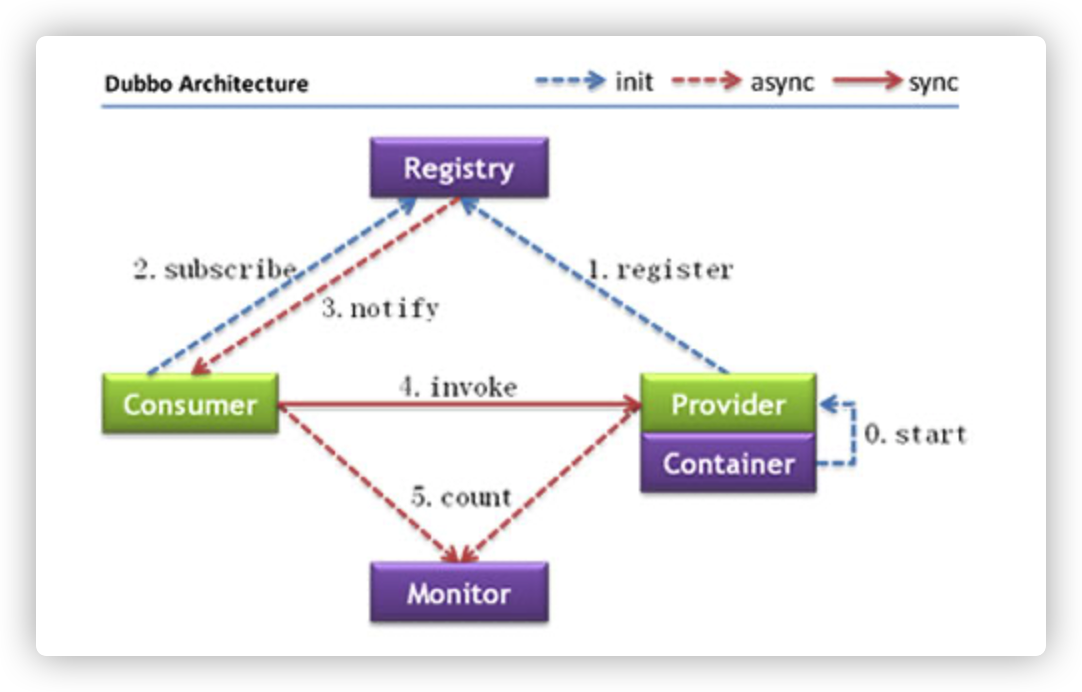 Dubbo Architecture
init
async
sync
Registry
2. subscribe
1. register
3. notify
4. invoke
Consumer
Provider
0. start
Container
5. count
Monitor